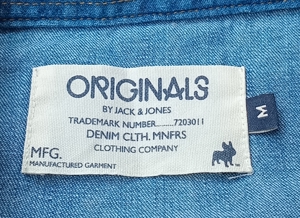 ORIGINALS
BY JACK & JONES
TRADEMARK NUMBER........7203011
DENIM CLTH. MNFRS
CLOTHING COMPANY
MFG.
MANUFACTURED GARMENT
M